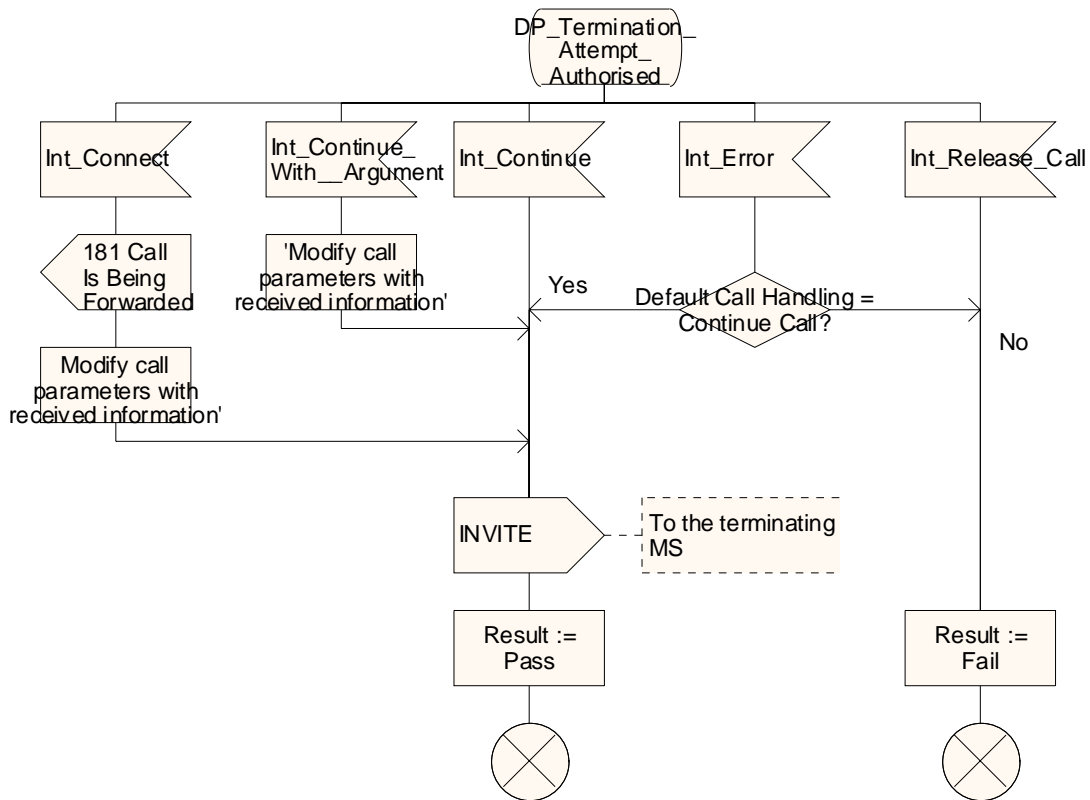 DP_Termination_
Attempt_
Authorised
Int_Connect
Int_Continue_
With__Argument
Int_Continue
Int_Error
Int_Release_Call
181 Call
Is Being
Forwarded
'Modify call
parameters with
received information'
Yes
Default Call Handling =
Continue Call?
No
Modify call
parameters with
received information'
INVITE
To the terminating
MS
Result :=
Pass
Result :=
Fail